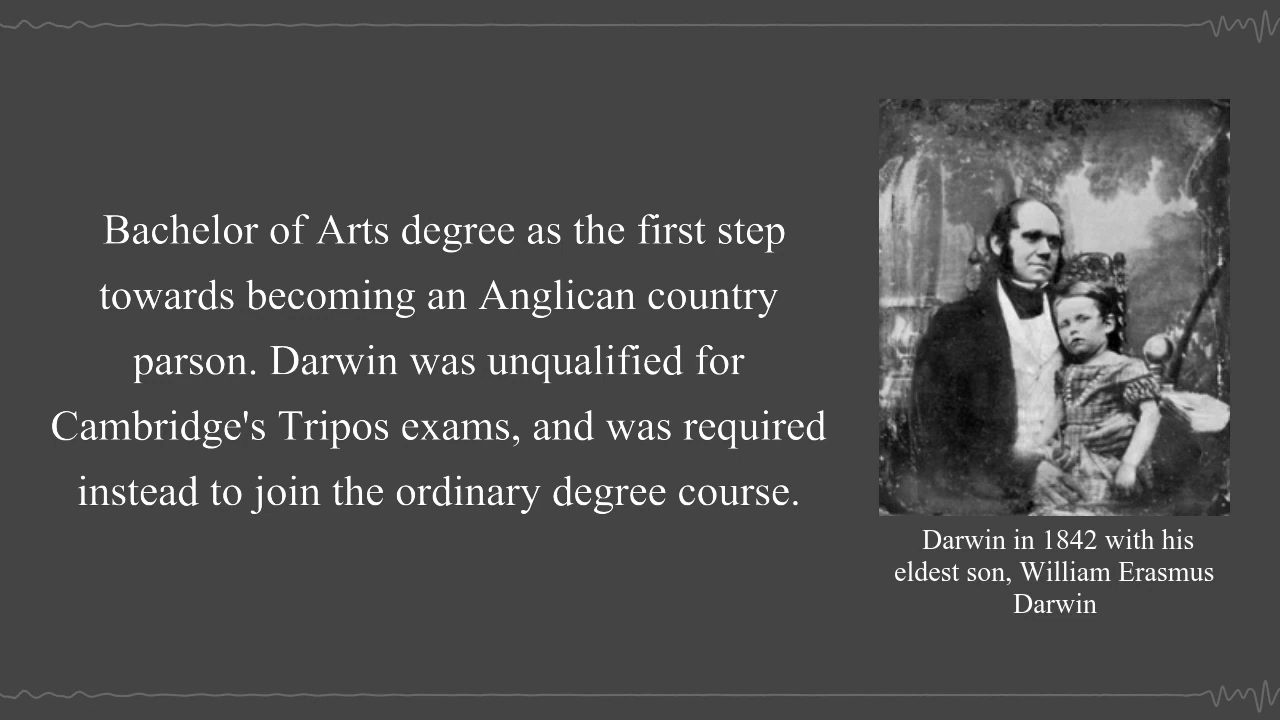 Bachelor of Arts degree as the first step
towards becoming an Anglican country
parson. Darwin was unqualified for
Cambridge's Tripos exams, and was required
instead to join the ordinary degree course.
Darwin in 1842 with his
eldest son, William Erasmus
Darwin